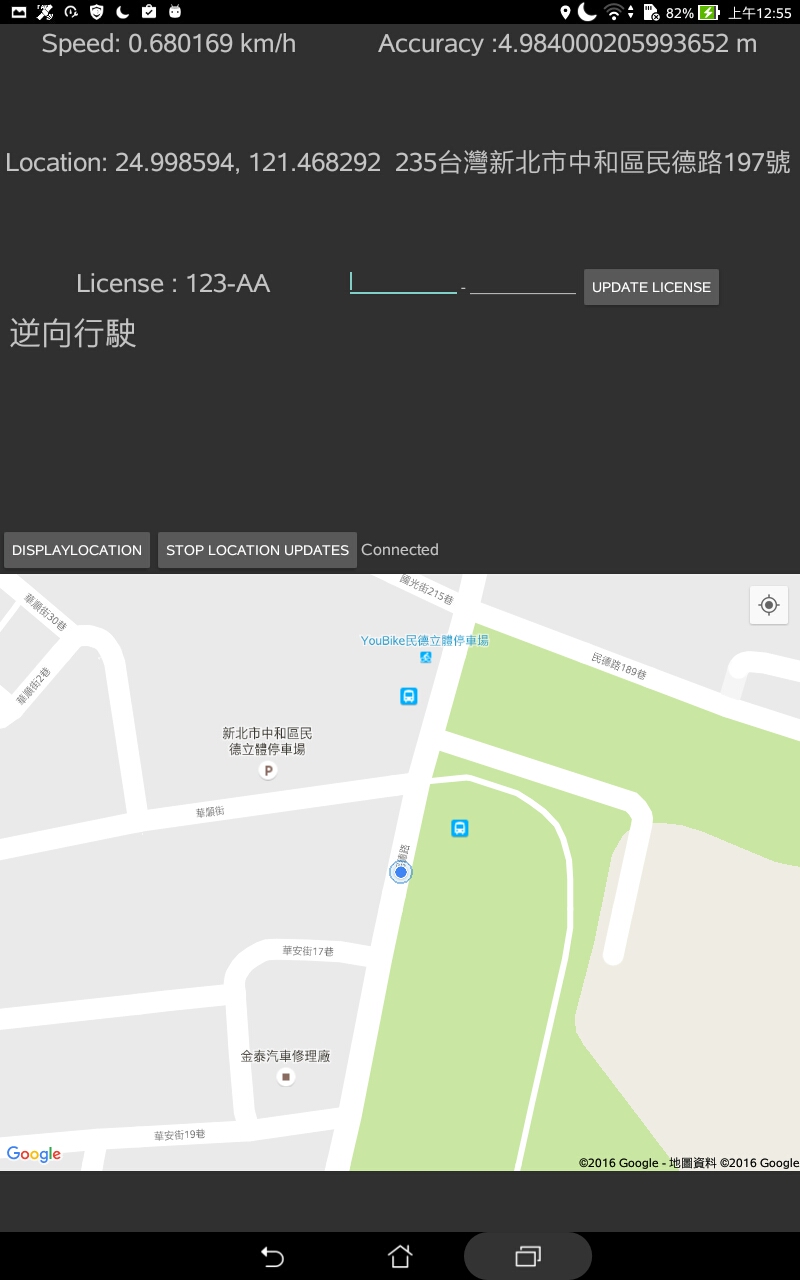 82% 上午12:55
Speed: 0.680169 km/h
Accuracy :4.984000205993652 m
Location: 24.998594, 121.468292 235台灣新北市中和區民德路197號
License : 123-AA
-
UPDATE LICENSE
逆向行駛
DISPLAYLOCATION
STOP LOCATION UPDATES
Connected
國光街215巷
華順街30巷
YouBike民德立體停車場
民德路189巷
華順街2巷
新北市中和區民
德立體停車場
P
華順街
華安街17巷
金泰汽車修理廠
華安街19巷
Google
©2016 Google - 地圖資料 ©2016 Google